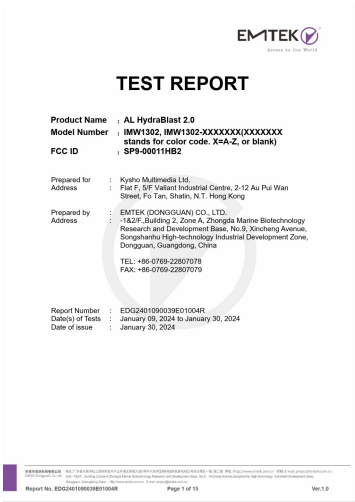 EMTEK
Access to the World
TEST REPORT
Product Name : AL HydraBlast 2.0
Model Number : IMW1302, IMW1302-XXXXXXX(XXXXXXX
stands for color code. X=A-Z, or blank)
FCC ID : SP9-00011HB2
Prepared for : Kysho Multimedia Ltd.
Address : Flat F, 5/F Valiant Industrial Centre, 2-12 Au Pui Wan
Street, Fo Tan, Shatin, N.T. Hong Kong
Prepared by : EMTEK (DONGGUAN) CO., LTD.
Address : -1&2/F.,Building 2, Zone A, Zhongda Marine Biotechnology
Research and Development Base, No.9, Xincheng Avenue,
Songshanhu High-technology Industrial Development Zone,
Dongguan, Guangdong, China
TEL: +86-0769-22807078
FAX: +86-0769-22807079
Report Number : EDG2401090039E01004R
Date(s) of Tests : January 09, 2024 to January 30, 2024
Date of issue : January 30, 2024
Report No. EDG2401090039E01004R Page 1 of 15 Ver.1.0